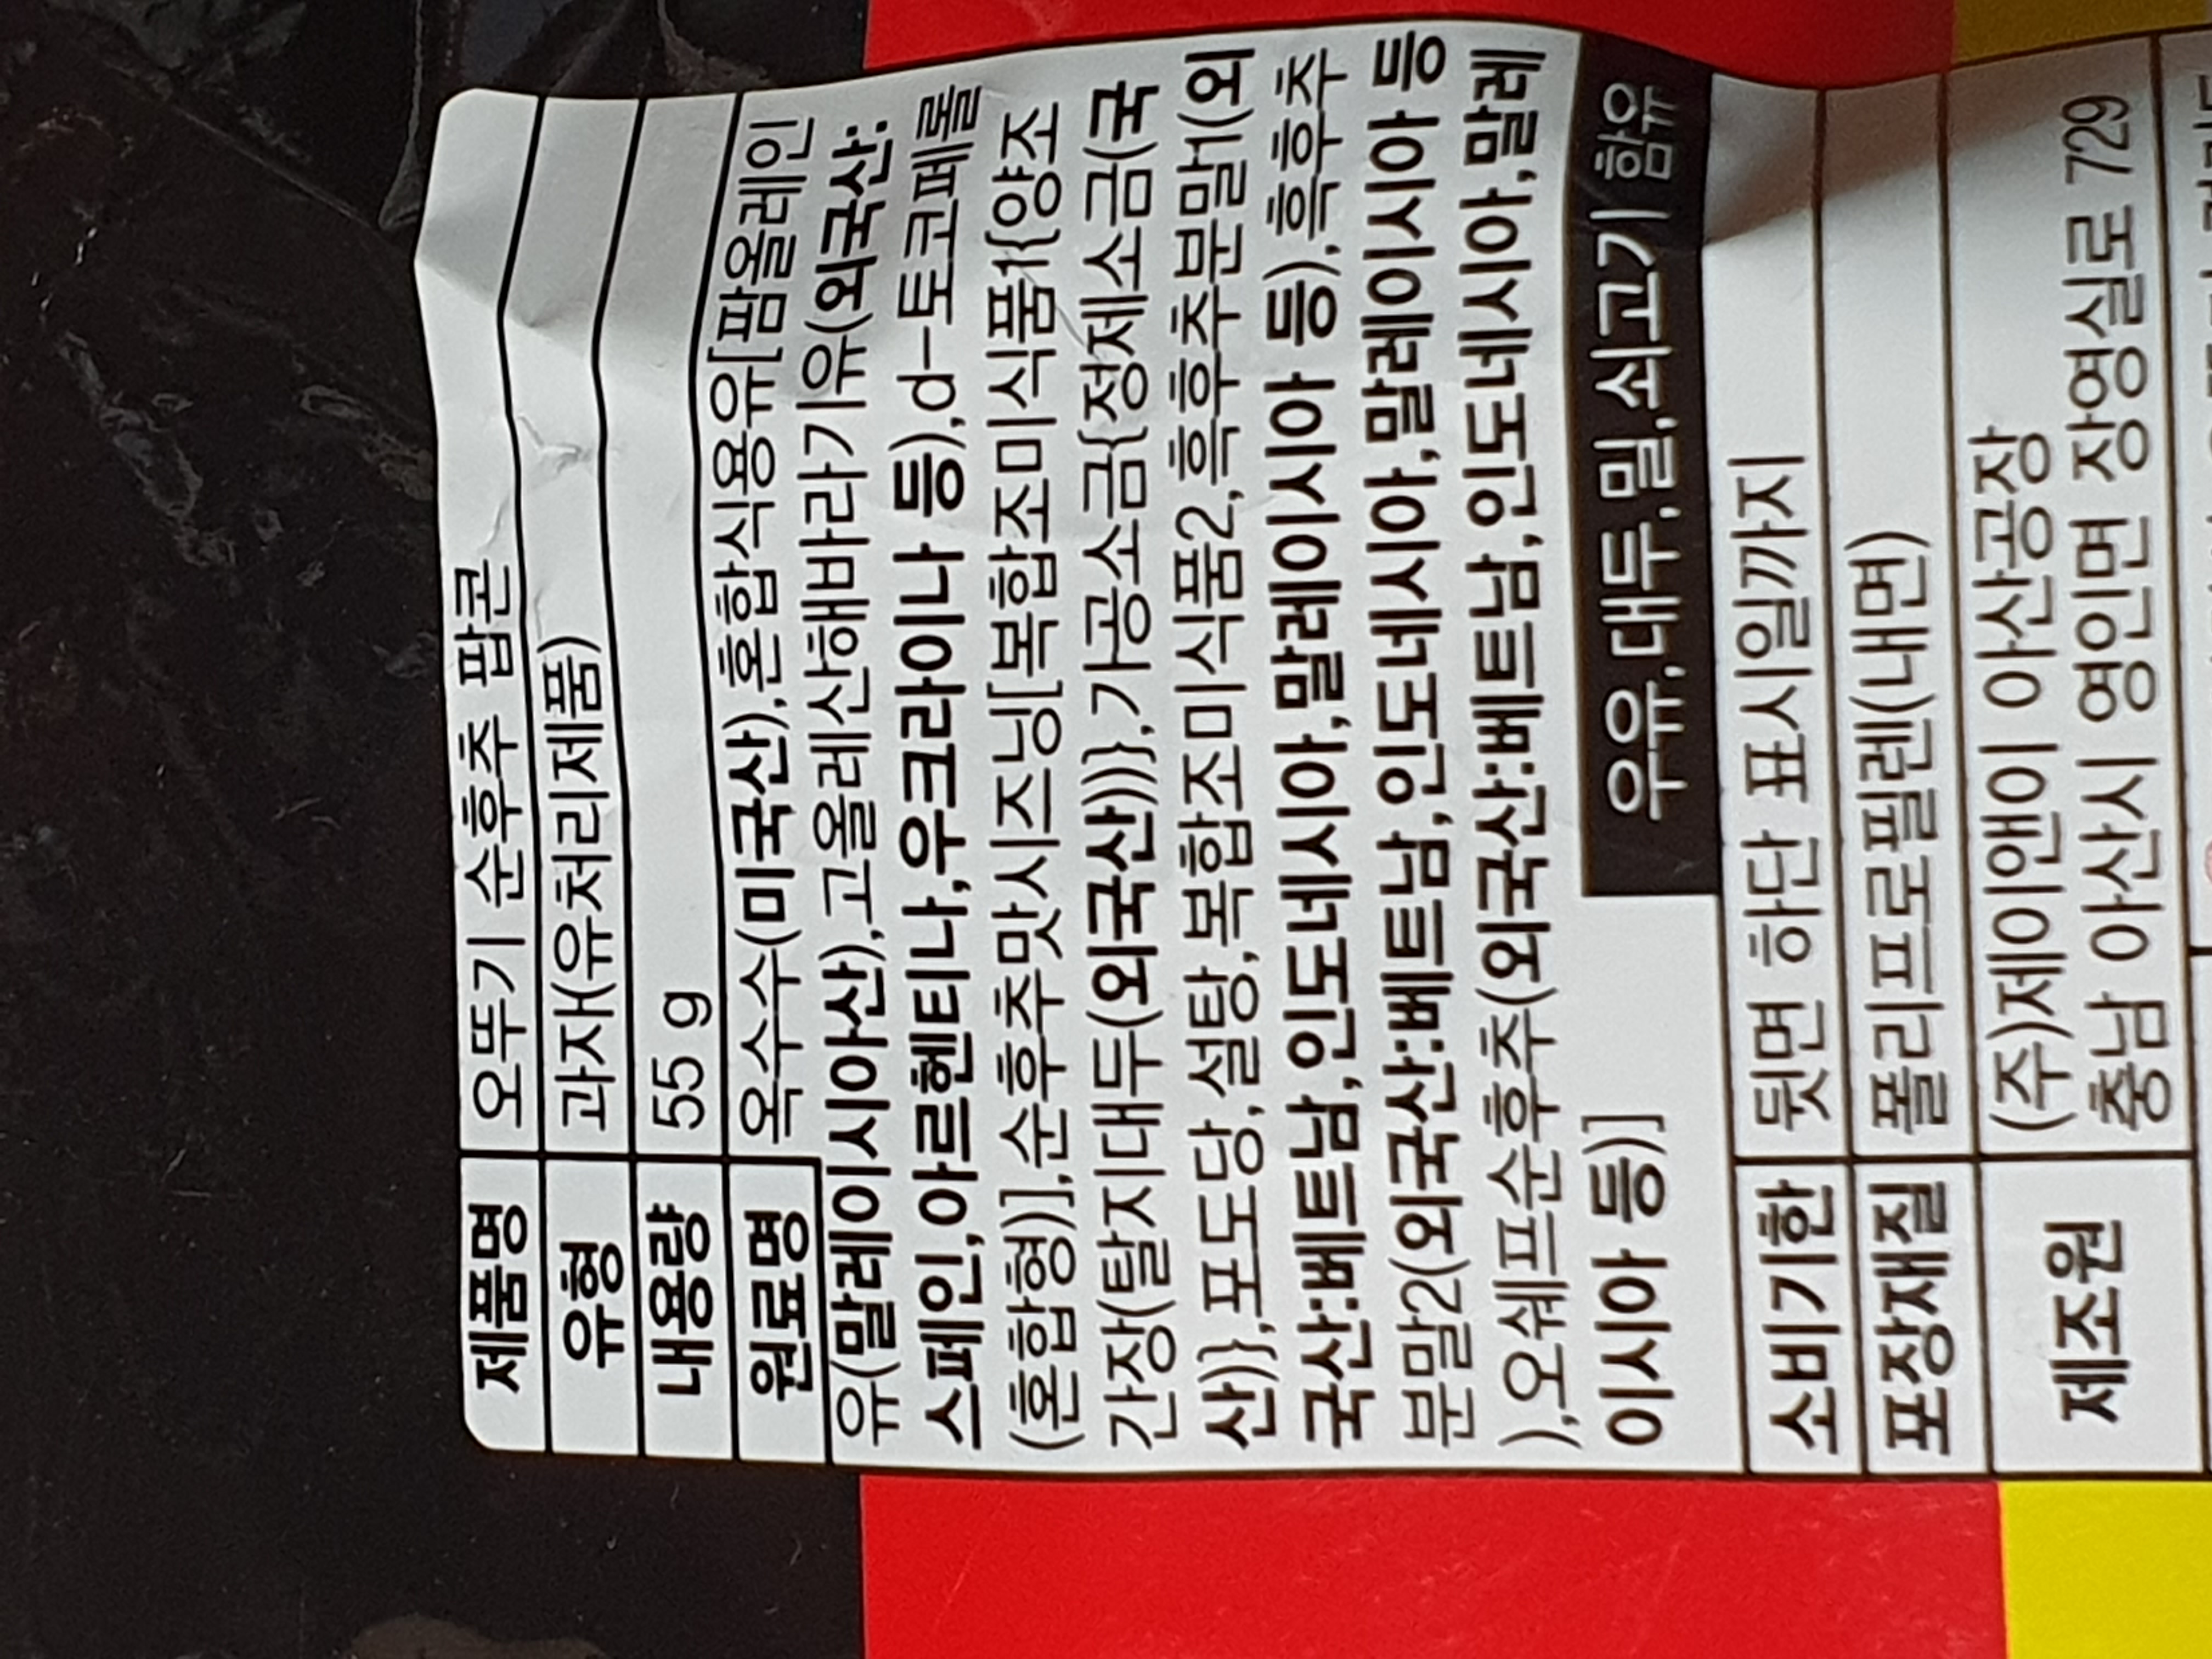 제품명 오뚜기 순후추 팝콘
유형 과자(유처리제품)
내용량 55 g
원료명 옥수수(미국산),혼합식용유[팜올레인
유(말레이시아산),고올레산해바라기유(외국산:
스페인,아르헨티나,우크라이나 등),d-토코페롤
(혼합형)],순후추맛시즈닝[복합조미식품1{양조
간장(탈지대두(외국산))},가공소금{정제소금(국
산)},포도당,설탕,복합조미식품2,흑후추분말1(외
국산:베트남,인도네시아,말레이시아 등),흑후추
분말2(외국산:베트남,인도네시아,말레이시아 등
),오쉐프순후추(외국산:베트남,인도네시아,말레
이시아 등)]
우유,대두,밀,쇠고기 함유
소비기한 뒷면 하단 표시일까지
포장재질 폴리프로필렌(내면)
제조원 (주)제이앤이 아산공장
충남 아산시 영인면 장영실로 729